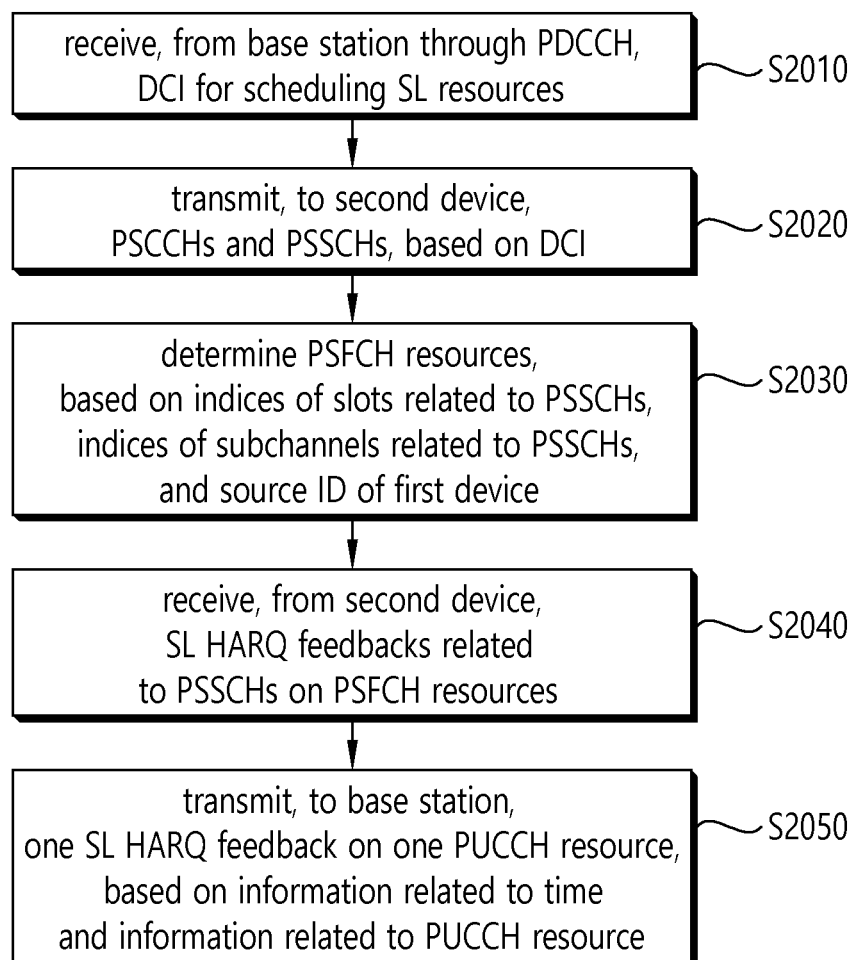 receive, from base station through PDCCH,
DCI for scheduling SL resources
S2010
transmit, to second device,
PSCCHs and PSSCHs, based on DCI
S2020
determine PSFCH resources,
based on indices of slots related to PSSCHs,
indices of subchannels related to PSSCHs,
and source ID of first device
S2030
receive, from second device,
SL HARQ feedbacks related
to PSSCHs on PSFCH resources
S2040
transmit, to base station,
one SL HARQ feedback on one PUCCH resource,
based on information related to time
and information related to PUCCH resource
S2050